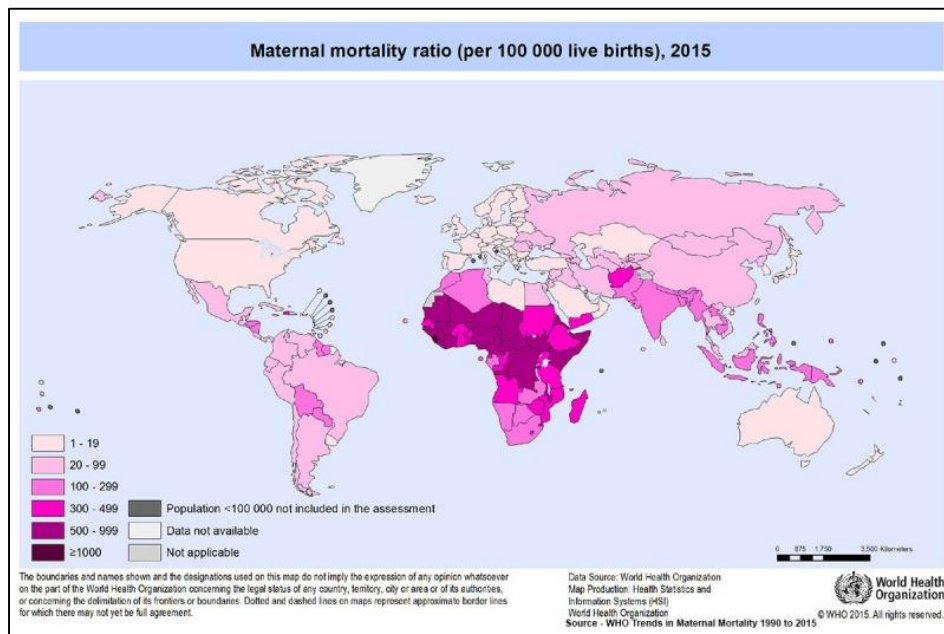 Maternal mortality ratio (per 100 000 live births), 2015
1 - 19
20 - 99
100 - 299
300 - 499
500 - 999
≥1000
Population <100 000 not included in the assessment
Data not available
Not applicable
0 875 1,750 3,500 Kilometers
The boundaries and names shown and the designations used on this map do not imply the expression of any opinion whatsoever
on the part of the World Health Organization concerning the legal status of any country, territory, city or area or of its authorities,
or concerning the delimitation of its frontiers or boundaries. Dotted and dashed lines on maps represent approximate border lines
for which there may not yet be full agreement.
Data Source: World Health Organization
Map Production: Health Statistics and
Information Systems (HSI)
World Health Organization
Source - WHO Trends in Maternal Mortality 1990 to 2015
World Health
Organization
© WHO 2015. All rights reserved.